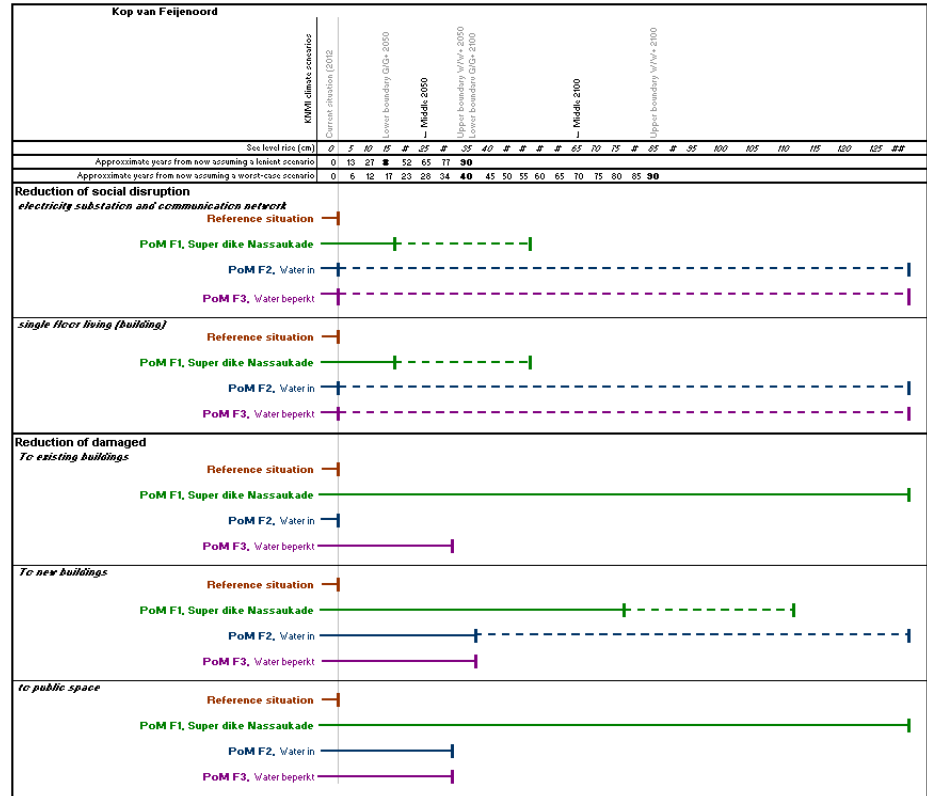 Kop van Feijenoord
KNMI climate scenarios
Current situation (2012
Lower boundary G/G+ 2050
Middle 2050
Upper boundary W/W+ 2050
Lower boundary G/G+ 2100
Middle 2100
Upper boundary W/W+ 2100
See level rise (cm) 0 5 10 15 # 25 # 35 40 # # # # 65 70 75 # 85 # 95 100 105 110 115 120 125 ##
Approxximate years from now assuming a lenient scenario 0 13 27 8 52 65 77 90
Approxximate years from now assuming a worst-case scenario 0 6 12 17 23 28 34 40 45 50 55 60 65 70 75 80 85 90
Reduction of social disruption
electricity substation and communication network
Reference situation
PoM F1, Super dike Nassaukade
PoM F2, Water in
PoM F3, Water beperkt
single floor living (building)
Reference situation
PoM F1, Super dike Nassaukade
PoM F2, Water in
PoM F3, Water beperkt
Reduction of damaged
To existing buildings
Reference situation
PoM F1, Super dike Nassaukade
PoM F2, Water in
PoM F3, Water beperkt
To new buildings
Reference situation
PoM F1, Super dike Nassaukade
PoM F2, Water in
PoM F3, Water beperkt
to public space
Reference situation
PoM F1, Super dike Nassaukade
PoM F2, Water in
PoM F3, Water beperkt